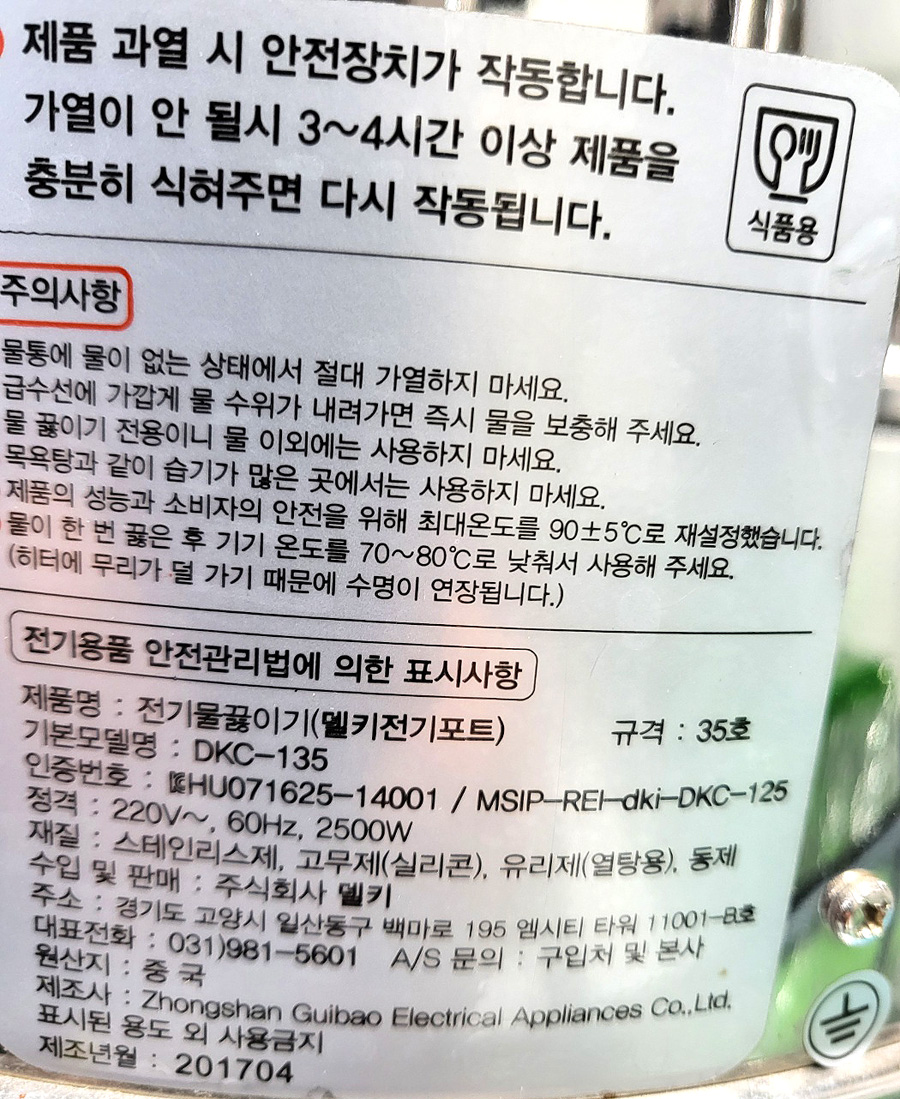 제품 과열 시 안전장치가 작동합니다.
가열이 안 될시 3~4시간 이상 제품을
충분히 식혀주면 다시 작동됩니다.
식품용
주의사항
물통에 물이 없는 상태에서 절대 가열하지 마세요.
급수선에 가깝게 물 수위가 내려가면 즉시 물을 보충해 주세요.
물 끓이기 전용이니 물 이외에는 사용하지 마세요.
목욕탕과 같이 습기가 많은 곳에서는 사용하지 마세요.
제품의 성능과 소비자의 안전을 위해 최대온도를 90±5℃로 재설정했습니다.
물이 한 번 끓은 후 기기 온도를 70~80℃로 낮춰서 사용해 주세요.
(히터에 무리가 덜 가기 때문에 수명이 연장됩니다.)
전기용품 안전관리법에 의한 표시사항
제품명 : 전기물끓이기(델키전기포트) 규격 : 35호
기본모델명 : DKC-135
인증번호 : HU071625-14001 / MSIP-REI-dki-DKC-125
정격 : 220V~, 60Hz, 2500W
재질 : 스테인리스제, 고무제(실리콘), 유리제(열탕용), 동제
수입 및 판매 : 주식회사 델키
주소 : 경기도 고양시 일산동구 백마로 195 엠시티 타워 11001-B호
대표전화 : 031)981-5601 A/S 문의 : 구입처 및 본사
원산지 : 중국
제조사 : Zhongshan Guibao Electrical Appliances Co.,Ltd.
표시된 용도 외 사용금지
제조년월 : 201704